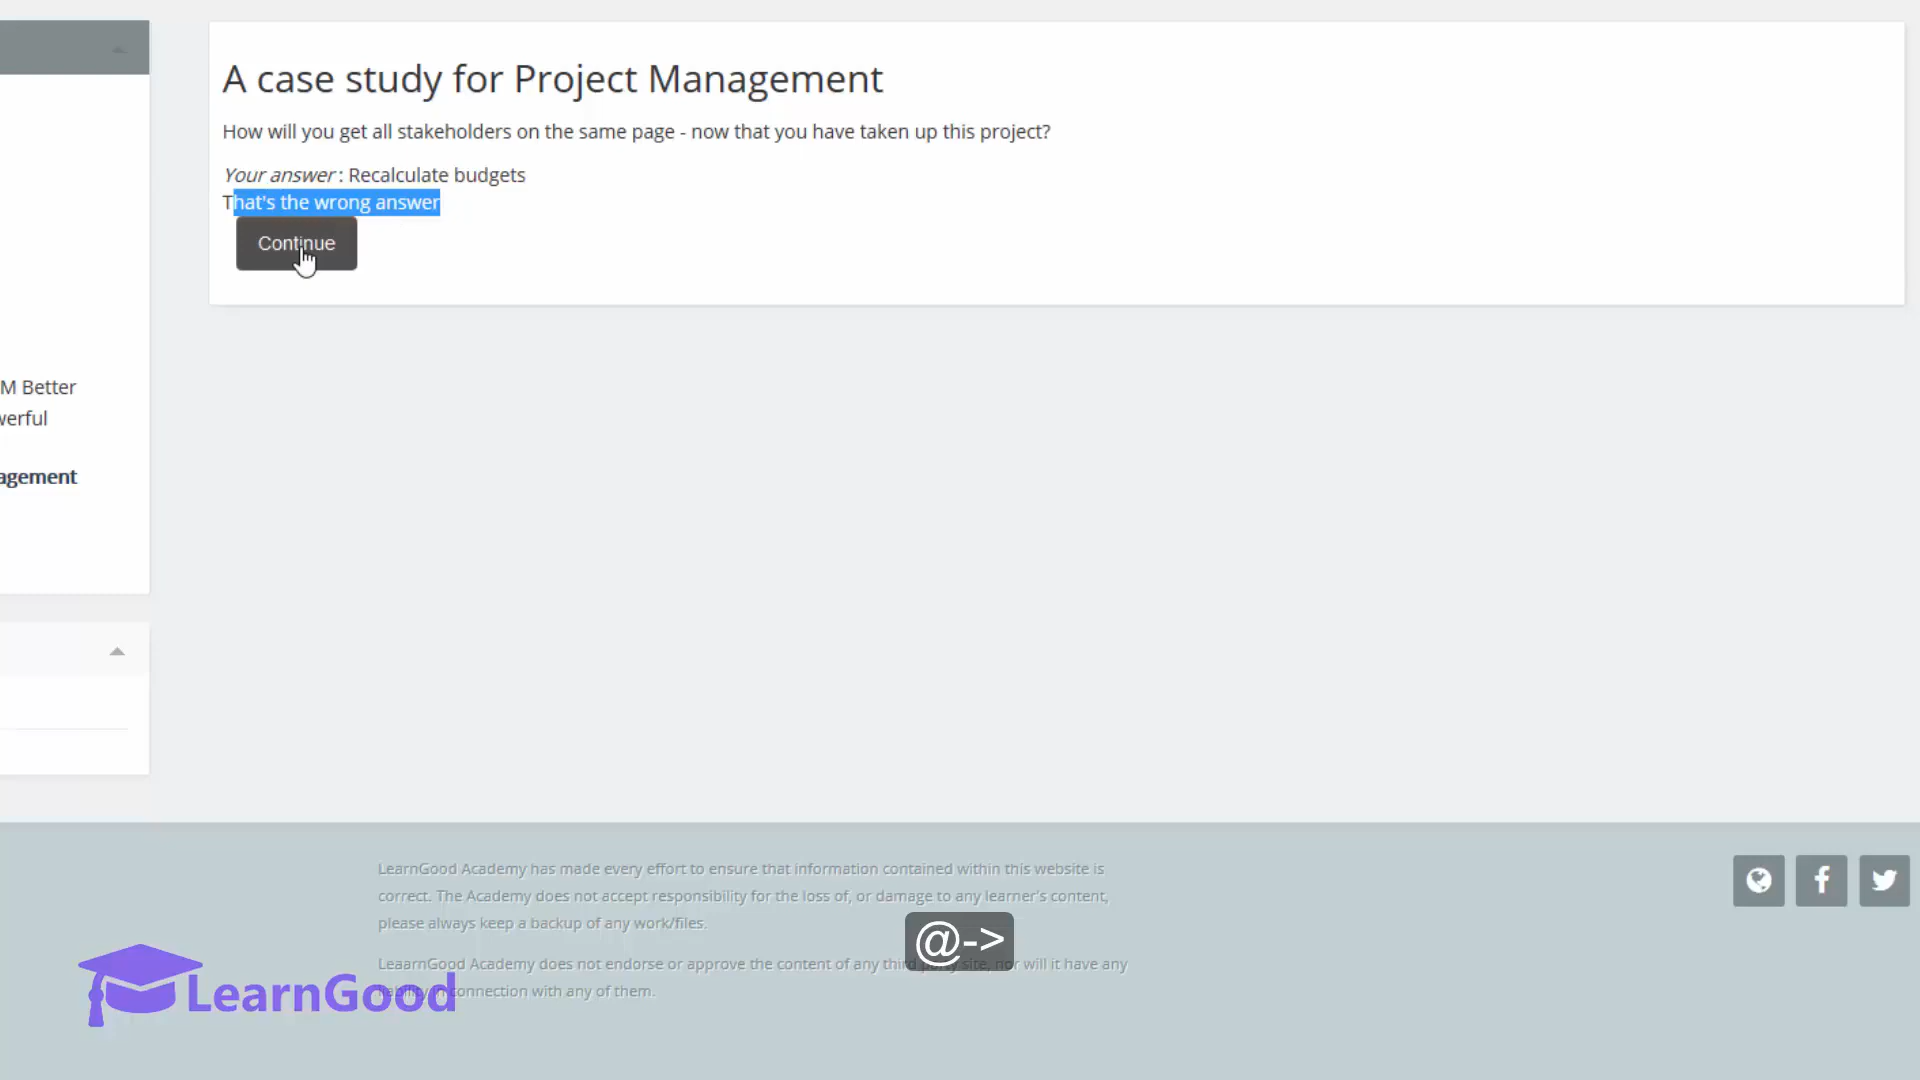 A case study for Project Management
How will you get all stakeholders on the same page - now that you have taken up this project?
Your answer : Recalculate budgets
That's the wrong answer
Continue
M Better
werful
agement
LearnGood Academy has made every effort to ensure that information contained within this website is
correct. The Academy does not accept responsibility for the loss of, or damage to any learner's content,
please always keep a backup of any work/files.
@->
LeaarnGood Academy does not endorse or approve the content of any third party site, nor will it have any
liability in connection with any of them.
LearnGood